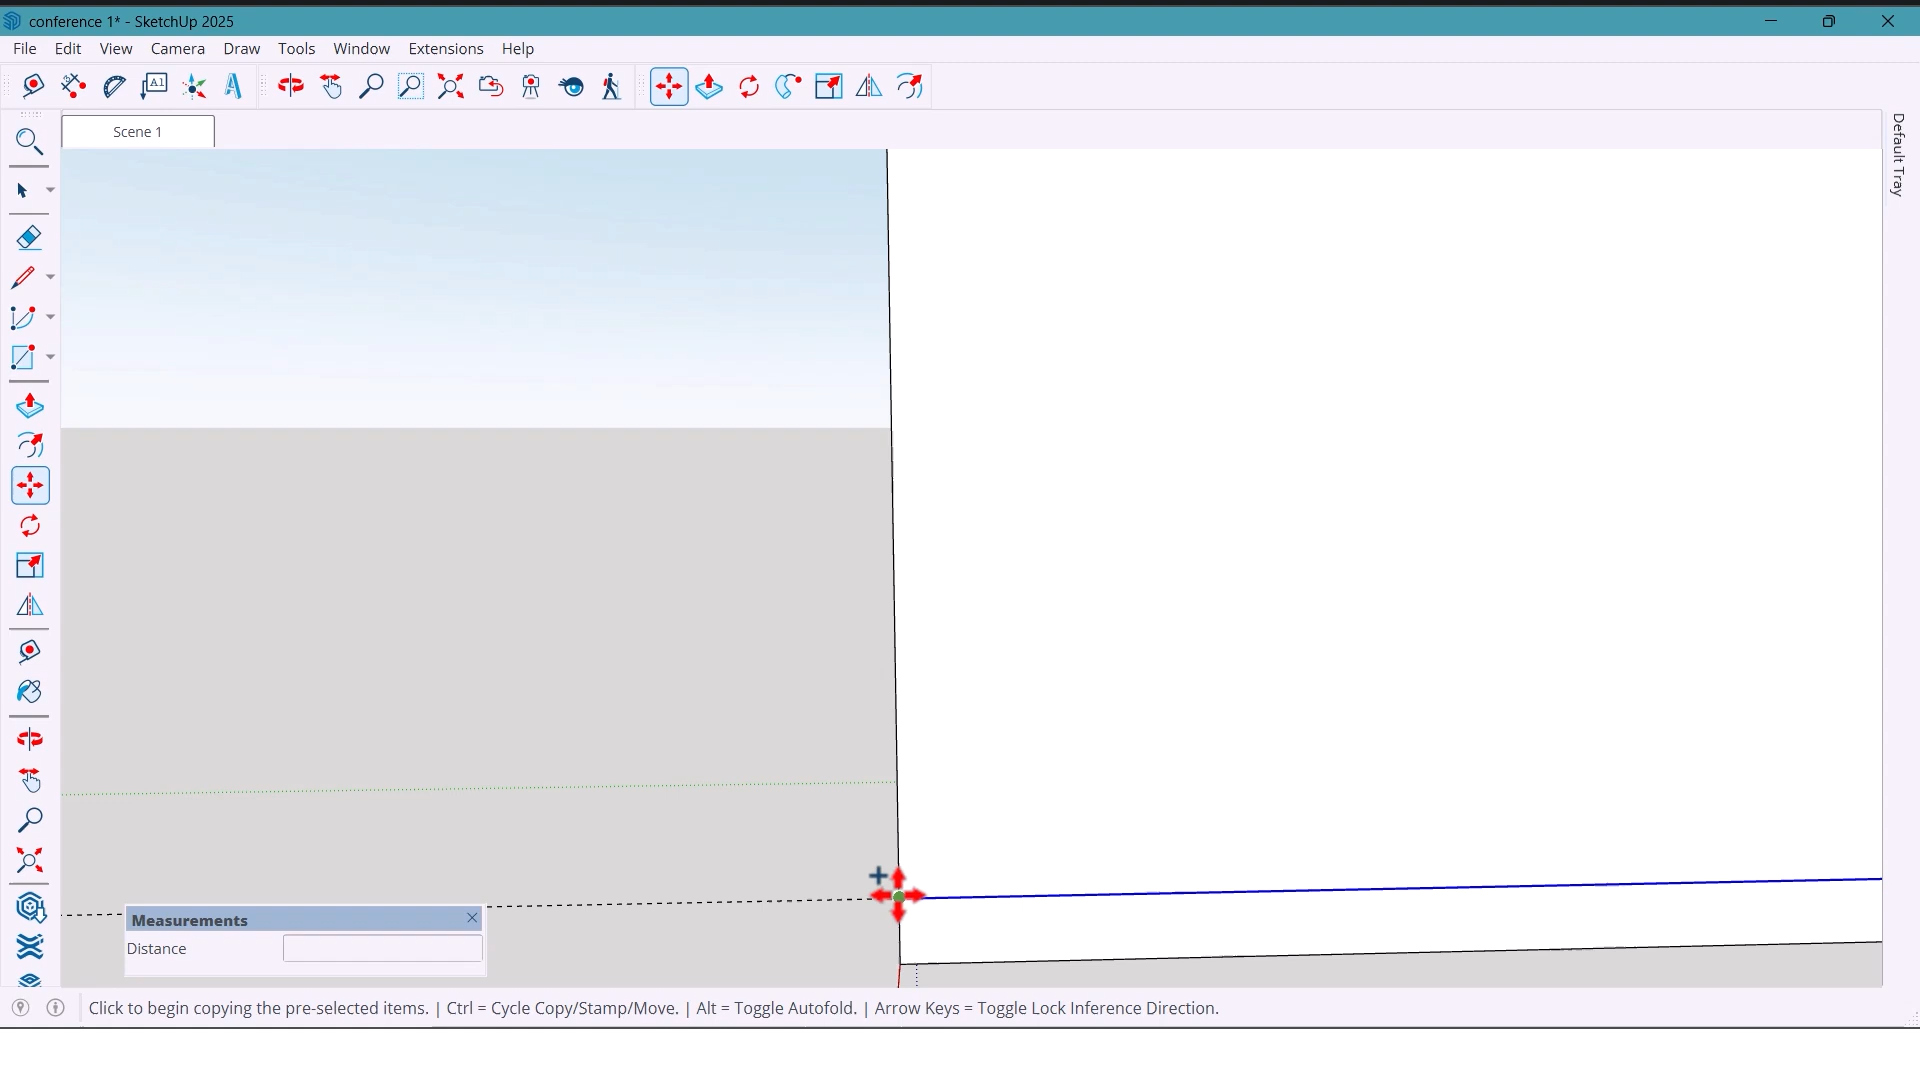 conference 1* - SketchUp 2025
File Edit View Camera Draw Tools Window Extensions Help
A1
Scene 1
Default Tray
Measurements
Distance
Click to begin copying the pre-selected items. | Ctrl = Cycle Copy/Stamp/Move. | Alt = Toggle Autofold. | Arrow Keys = Toggle Lock Inference Direction.